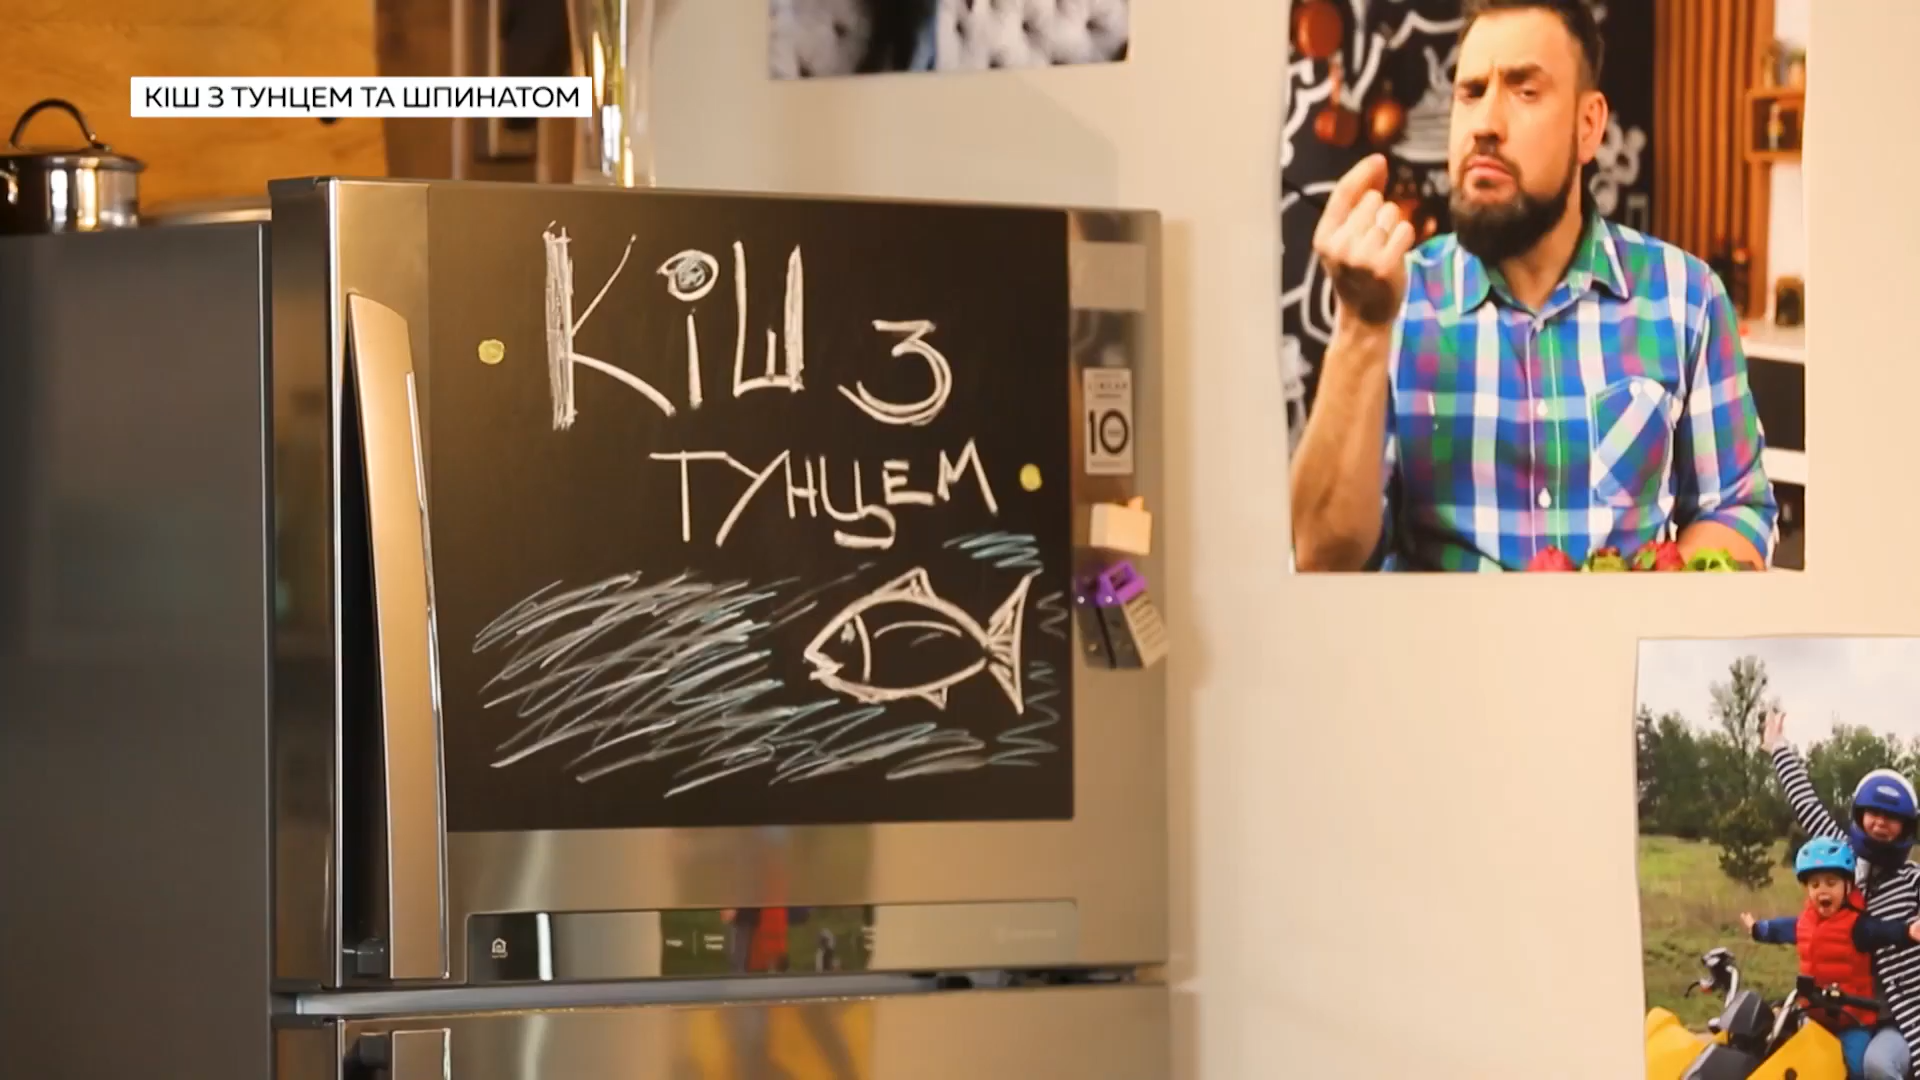 КІШ З ТУНЦЕМ ТА ШПИНАТОМ
Кіш З
ТУНЦЕМ
10